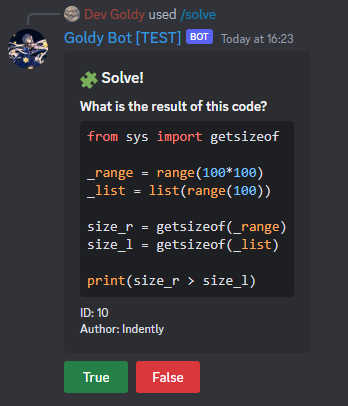 Dev Goldy used /solve
Goldy Bot [TEST] BOT Today at 16:23
Solve!
What is the result of this code?
from sys import getsizeof

_range = range(100*100)
_list = list(range(100))

size_r = getsizeof(_range)
size_l = getsizeof(_list)

print(size_r > size_l)
ID: 10
Author: Indently
True False